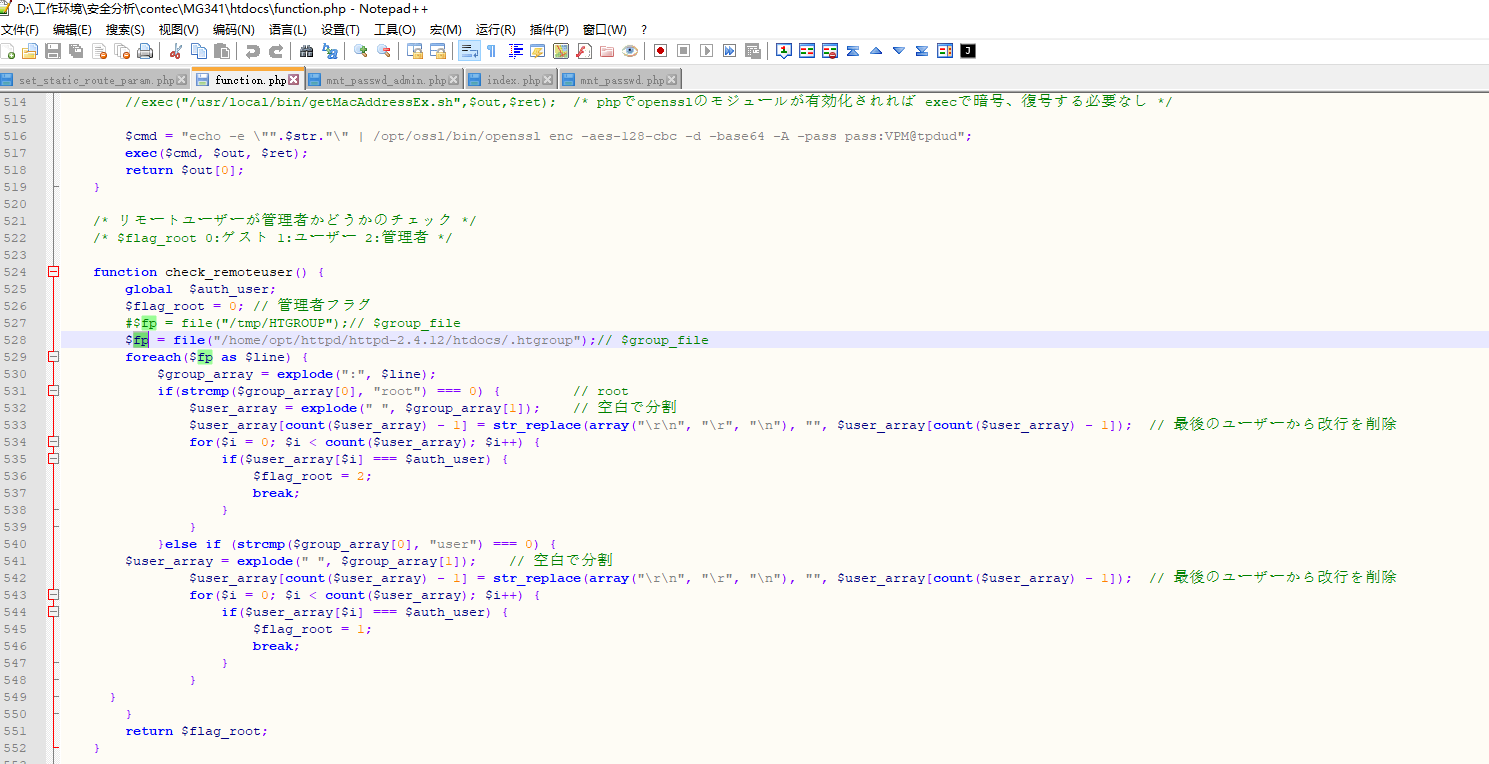 D:\工作环境\安全分析\contec\MG341\htdocs\function.php - Notepad++
文件(F) 编辑(E) 搜索(S) 视图(V) 编码(N) 语言(L) 设置(T) 工具(O) 宏(M) 运行(R) 插件(P) 窗口(W) ?
set_static_route_param.php function.php mnt_passwd_admin.php index.php mnt_passwd.php
514 //exec("/usr/local/bin/getMacAddressEx.sh",$out,$ret); /* phpでopensslのモジュールが有効化されれば execで暗号、復号する必要なし */
515
516 $cmd = "echo -e \"".$str."\" | /opt/ossl/bin/openssl enc -aes-128-cbc -d -base64 -A -pass pass:VPM@tpdud";
517 exec($cmd, $out, $ret);
518 return $out[0];
519 }
520
521 /* リモートユーザーが管理者かどうかのチェック */
522 /* $flag_root 0:ゲスト 1:ユーザー 2:管理者 */
523
524 function check_remoteuser() {
525 global $auth_user;
526 $flag_root = 0; // 管理者フラグ
527 #$fp = file("/tmp/HTGROUP");// $group_file
528 $fp = file("/home/opt/httpd/httpd-2.4.12/htdocs/.htgroup");// $group_file
529 foreach($fp as $line) {
530 $group_array = explode(":", $line);
531 if(strcmp($group_array[0], "root") === 0) { // root
532 $user_array = explode(" ", $group_array[1]); // 空白で分割
533 $user_array[count($user_array) - 1] = str_replace(array("\r\n", "\r", "\n"), "", $user_array[count($user_array) - 1]); // 最後のユーザーから改行を削除
534 for($i = 0; $i < count($user_array); $i++) {
535 if($user_array[$i] === $auth_user) {
536 $flag_root = 2;
537 break;
538 }
539 }
540 }else if (strcmp($group_array[0], "user") === 0) {
541 $user_array = explode(" ", $group_array[1]); // 空白で分割
542 $user_array[count($user_array) - 1] = str_replace(array("\r\n", "\r", "\n"), "", $user_array[count($user_array) - 1]); // 最後のユーザーから改行を削除
543 for($i = 0; $i < count($user_array); $i++) {
544 if($user_array[$i] === $auth_user) {
545 $flag_root = 1;
546 break;
547 }
548 }
549 }
550 }
551 return $flag_root;
552 }